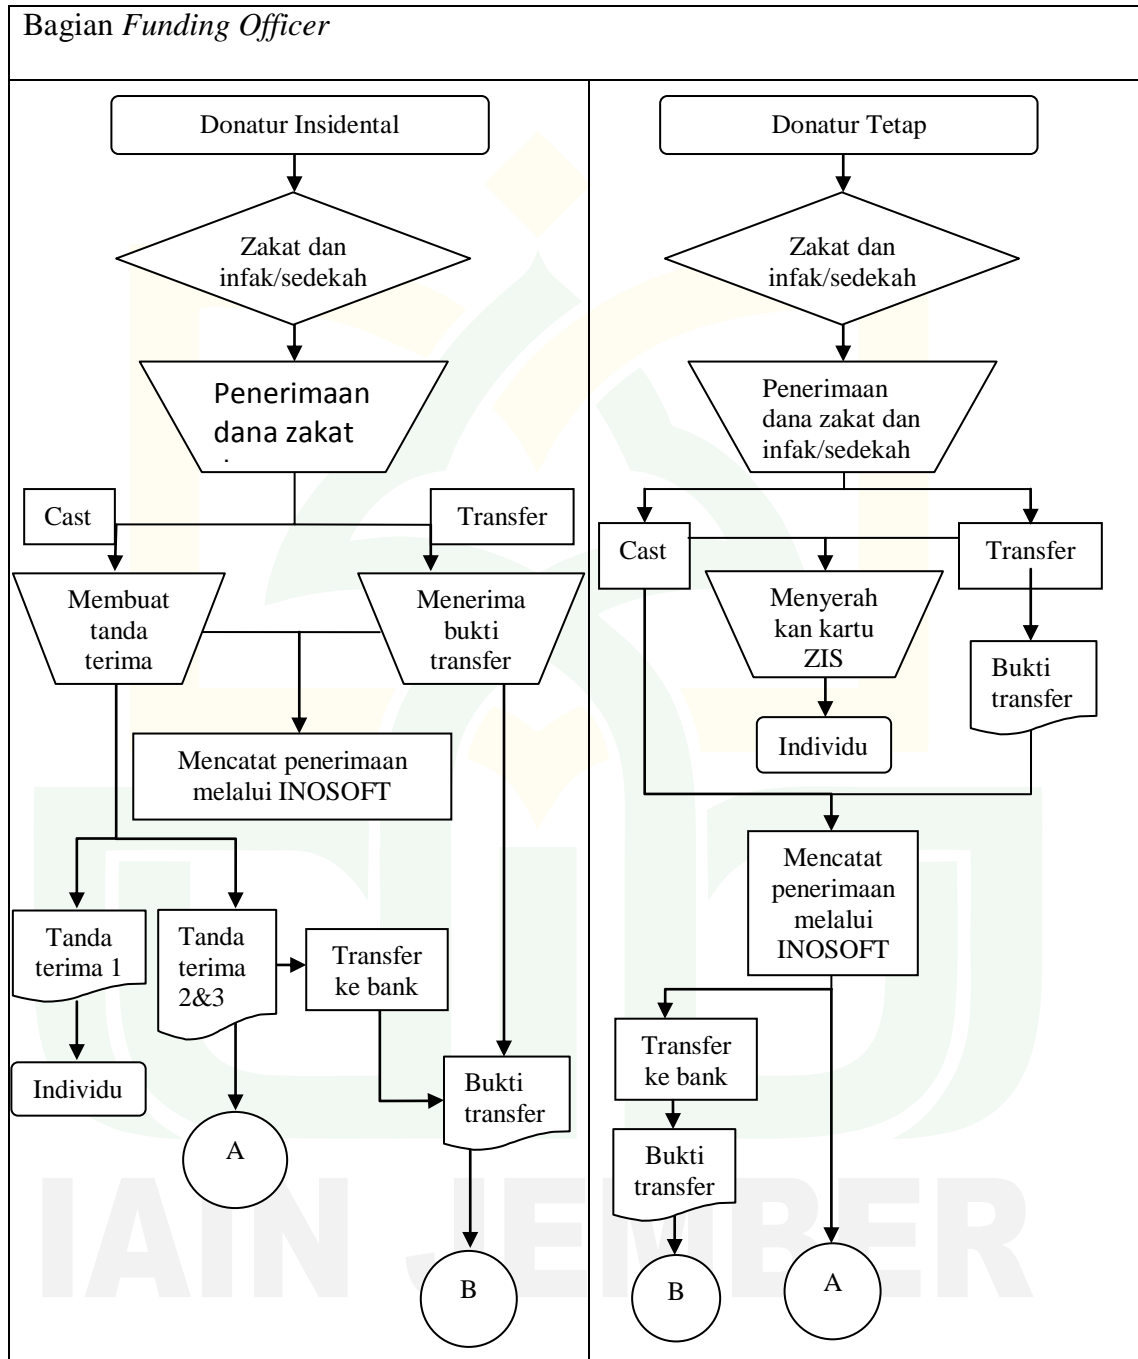 Bagian Funding Officer
Donatur Insidental
Zakat dan
infak/sedekah
Penerimaan
dana zakat
Cast
Transfer
Membuat
tanda
terima
Menerima
bukti
transfer
Mencatat penerimaan
melalui INOSOFT
Tanda
terima 1
Tanda
terima
2&3
Transfer
ke bank
Individu
Bukti
transfer
A
B
Donatur Tetap
Zakat dan
infak/sedekah
Penerimaan
dana zakat dan
infak/sedekah
Cast
Transfer
Menyerah
kan kartu
ZIS
Bukti
transfer
Individu
Mencatat
penerimaan
melalui
INOSOFT
Transfer
ke bank
Bukti
transfer
B
A
IAIN JEMBER